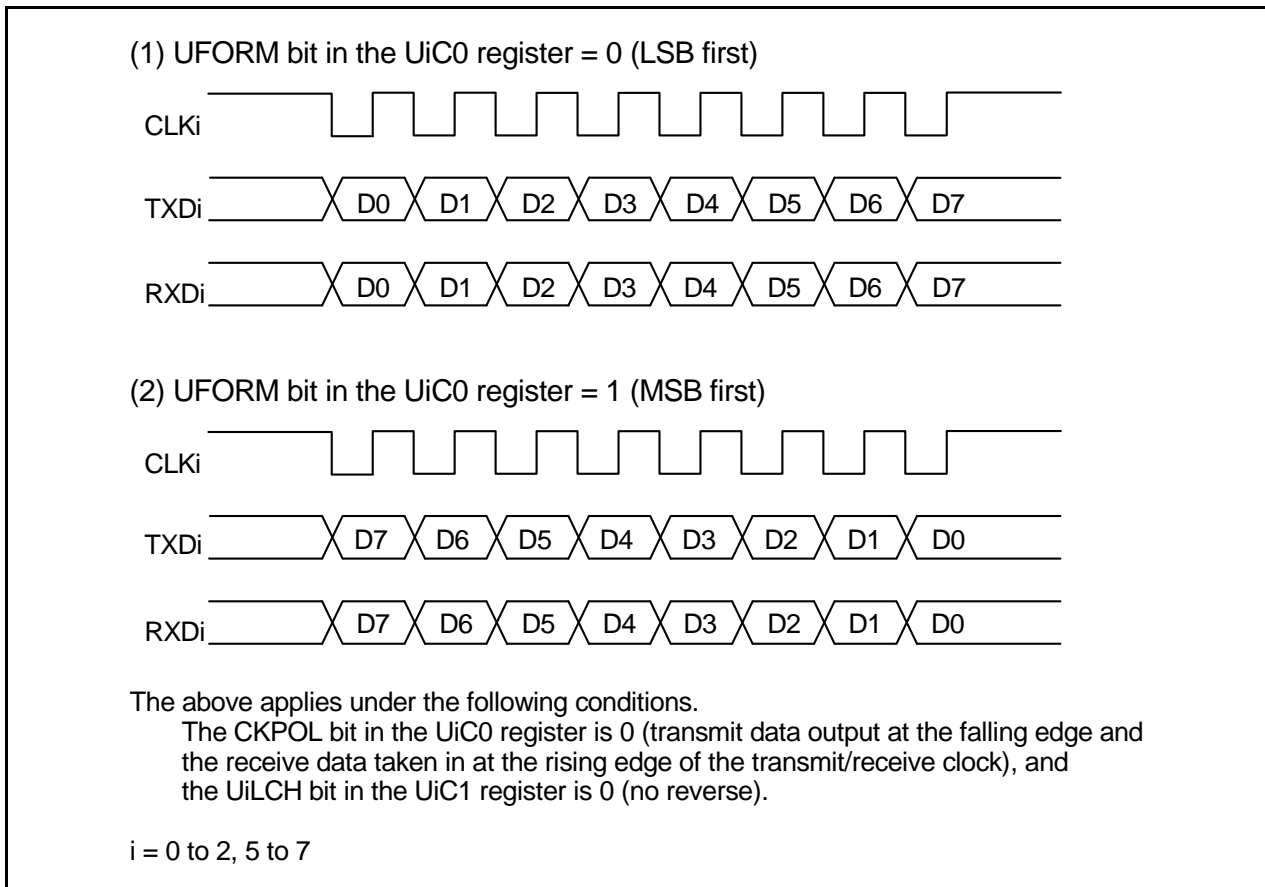 (1) UFORM bit in the UiC0 register = 0 (LSB first)
CLKi
TXDi D0 D1 D2 D3 D4 D5 D6 D7
RXDi D0 D1 D2 D3 D4 D5 D6 D7
(2) UFORM bit in the UiC0 register = 1 (MSB first)
CLKi
TXDi D7 D6 D5 D4 D3 D2 D1 D0
RXDi D7 D6 D5 D4 D3 D2 D1 D0
The above applies under the following conditions.
The CKPOL bit in the UiC0 register is 0 (transmit data output at the falling edge and
the receive data taken in at the rising edge of the transmit/receive clock), and
the UiLCH bit in the UiC1 register is 0 (no reverse).
i = 0 to 2, 5 to 7